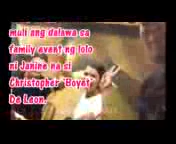 muli ang dalawa sa
family event ng lolo
ni Janine na si
Christopher "Boyet"
De Leon.